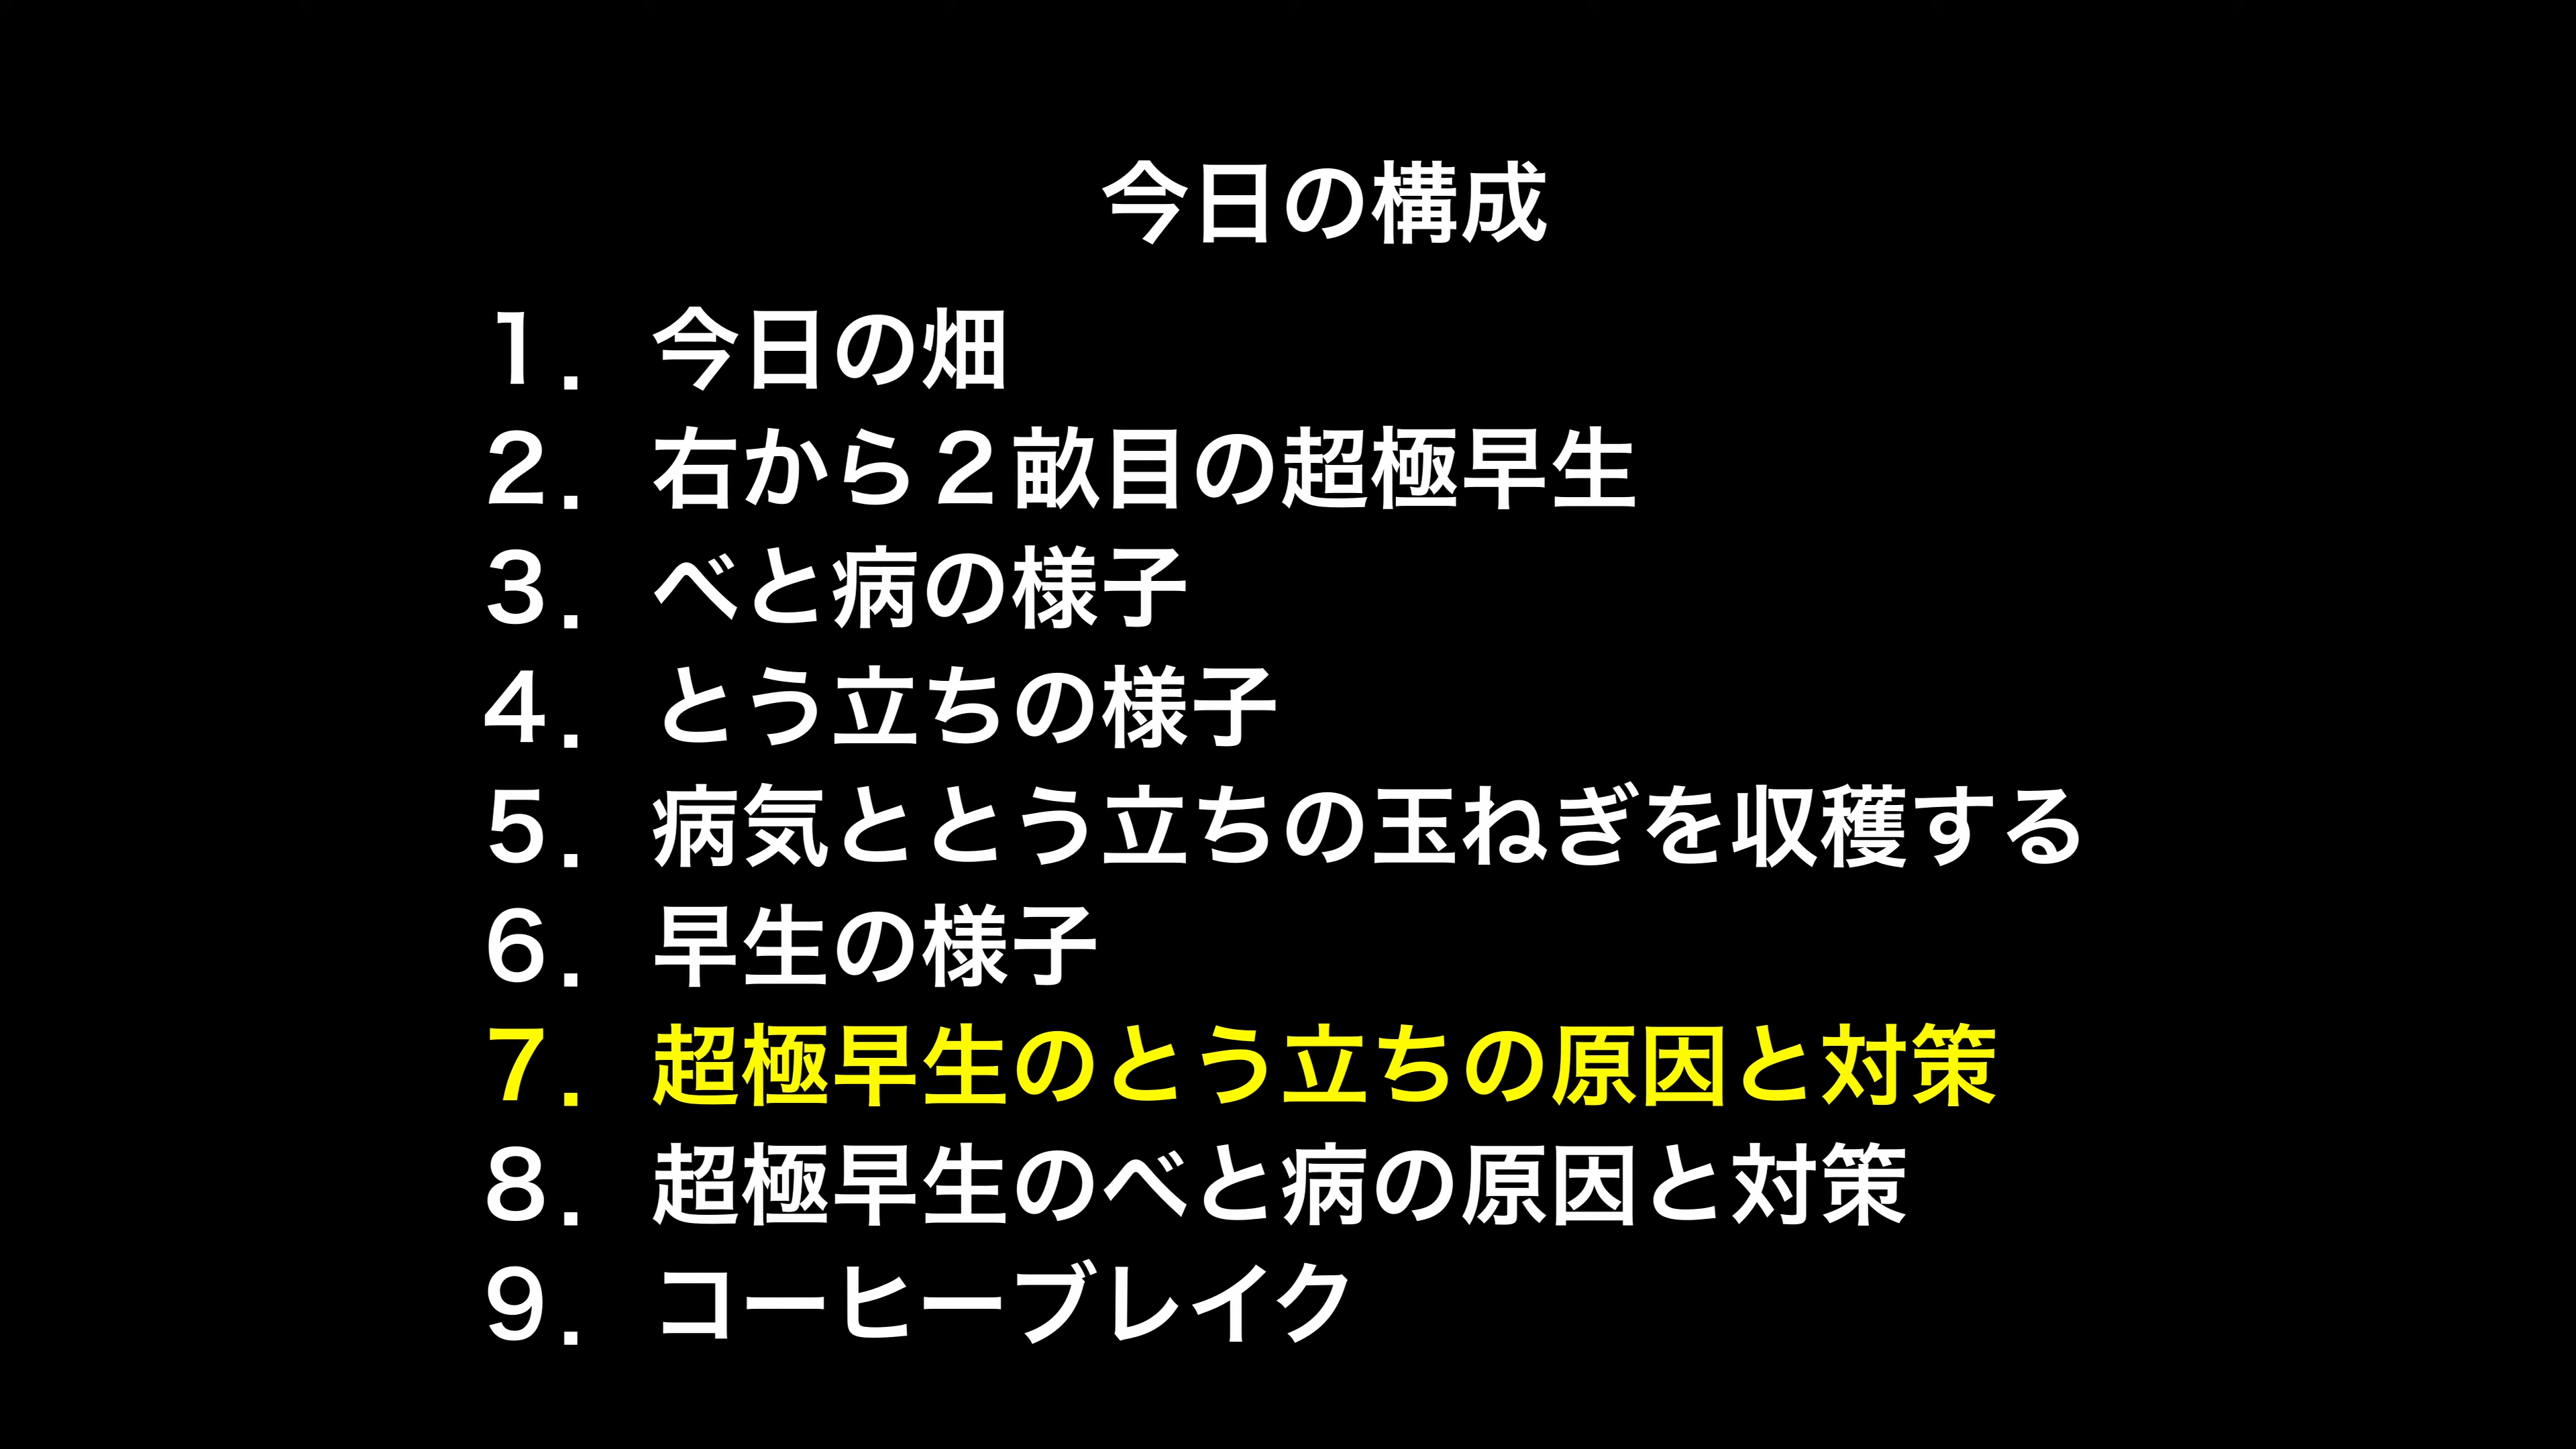 今日の構成
１．今日の畑
２．右から２畝目の超極早生
３．べと病の様子
４．とう立ちの様子
５．病気ととう立ちの玉ねぎを収穫する
６．早生の様子
７．超極早生のとう立ちの原因と対策
８．超極早生のべと病の原因と対策
９．コーヒーブレイク